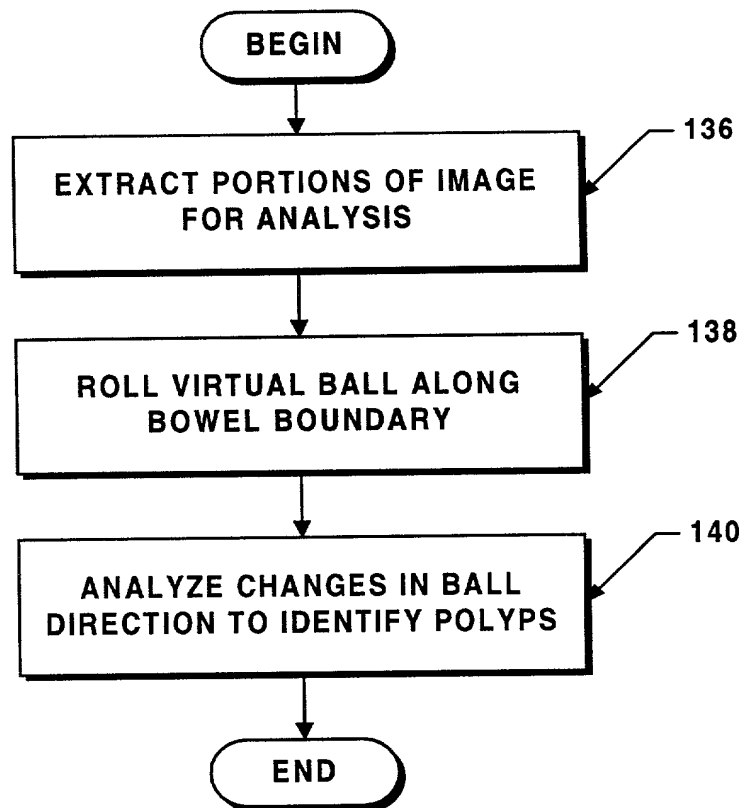 BEGIN
136
EXTRACT PORTIONS OF IMAGE
FOR ANALYSIS
138
ROLL VIRTUAL BALL ALONG
BOWEL BOUNDARY
140
ANALYZE CHANGES IN BALL
DIRECTION TO IDENTIFY POLYPS
END